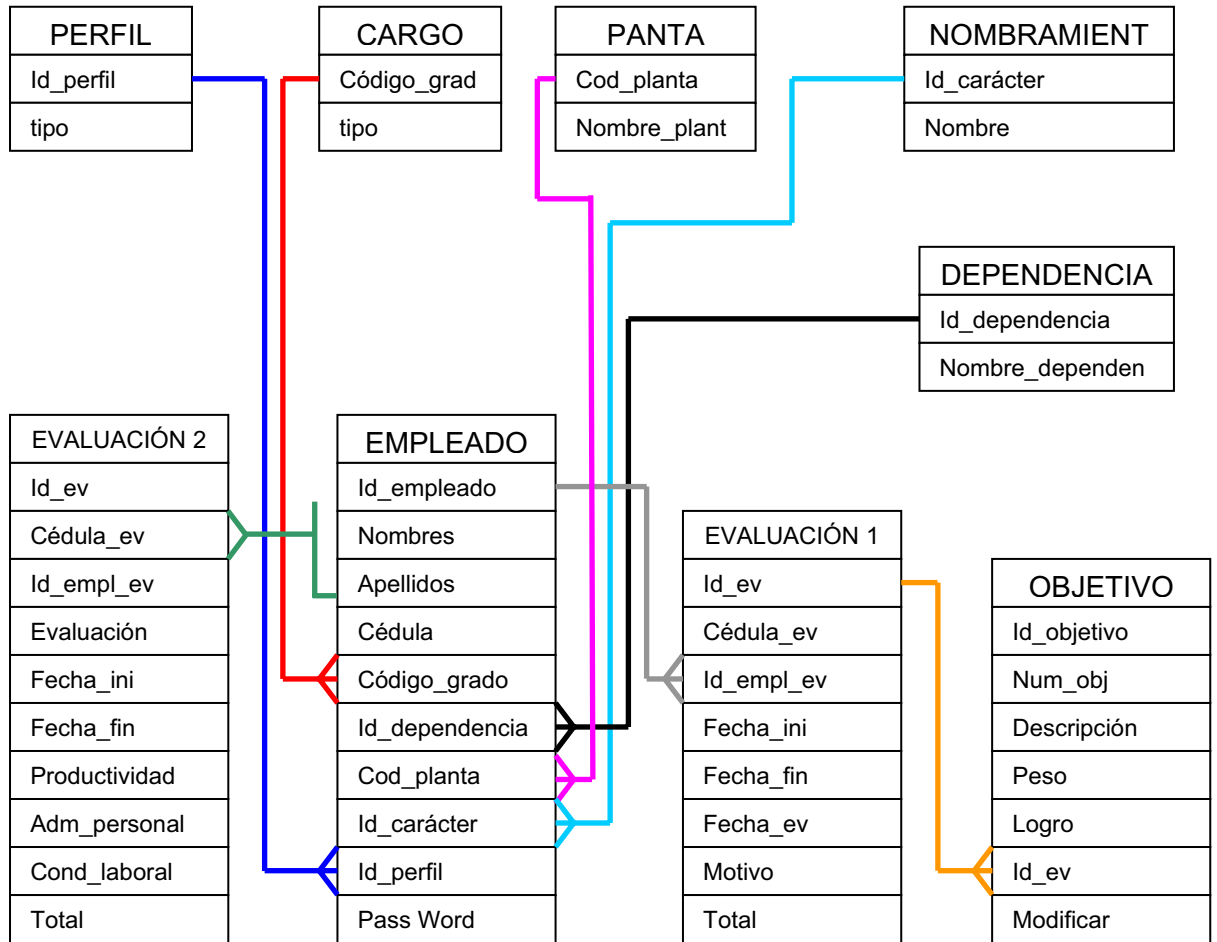 PERFIL
Id_perfil
tipo
CARGO
Código_grad
tipo
PANTA
Cod_planta
Nombre_plant
NOMBRAMIENT
Id_carácter
Nombre
DEPENDENCIA
Id_dependencia
Nombre_dependen
EVALUACIÓN 2
Id_ev
Cédula_ev
Id_empl_ev
Evaluación
Fecha_ini
Fecha_fin
Productividad
Adm_personal
Cond_laboral
Total
EMPLEADO
Id_empleado
Nombres
Apellidos
Cédula
Código_grado
Id_dependencia
Cod_planta
Id_carácter
Id_perfil
Pass Word
EVALUACIÓN 1
Id_ev
Cédula_ev
Id_empl_ev
Fecha_ini
Fecha_fin
Fecha_ev
Motivo
Total
OBJETIVO
Id_objetivo
Num_obj
Descripción
Peso
Logro
Id_ev
Modificar